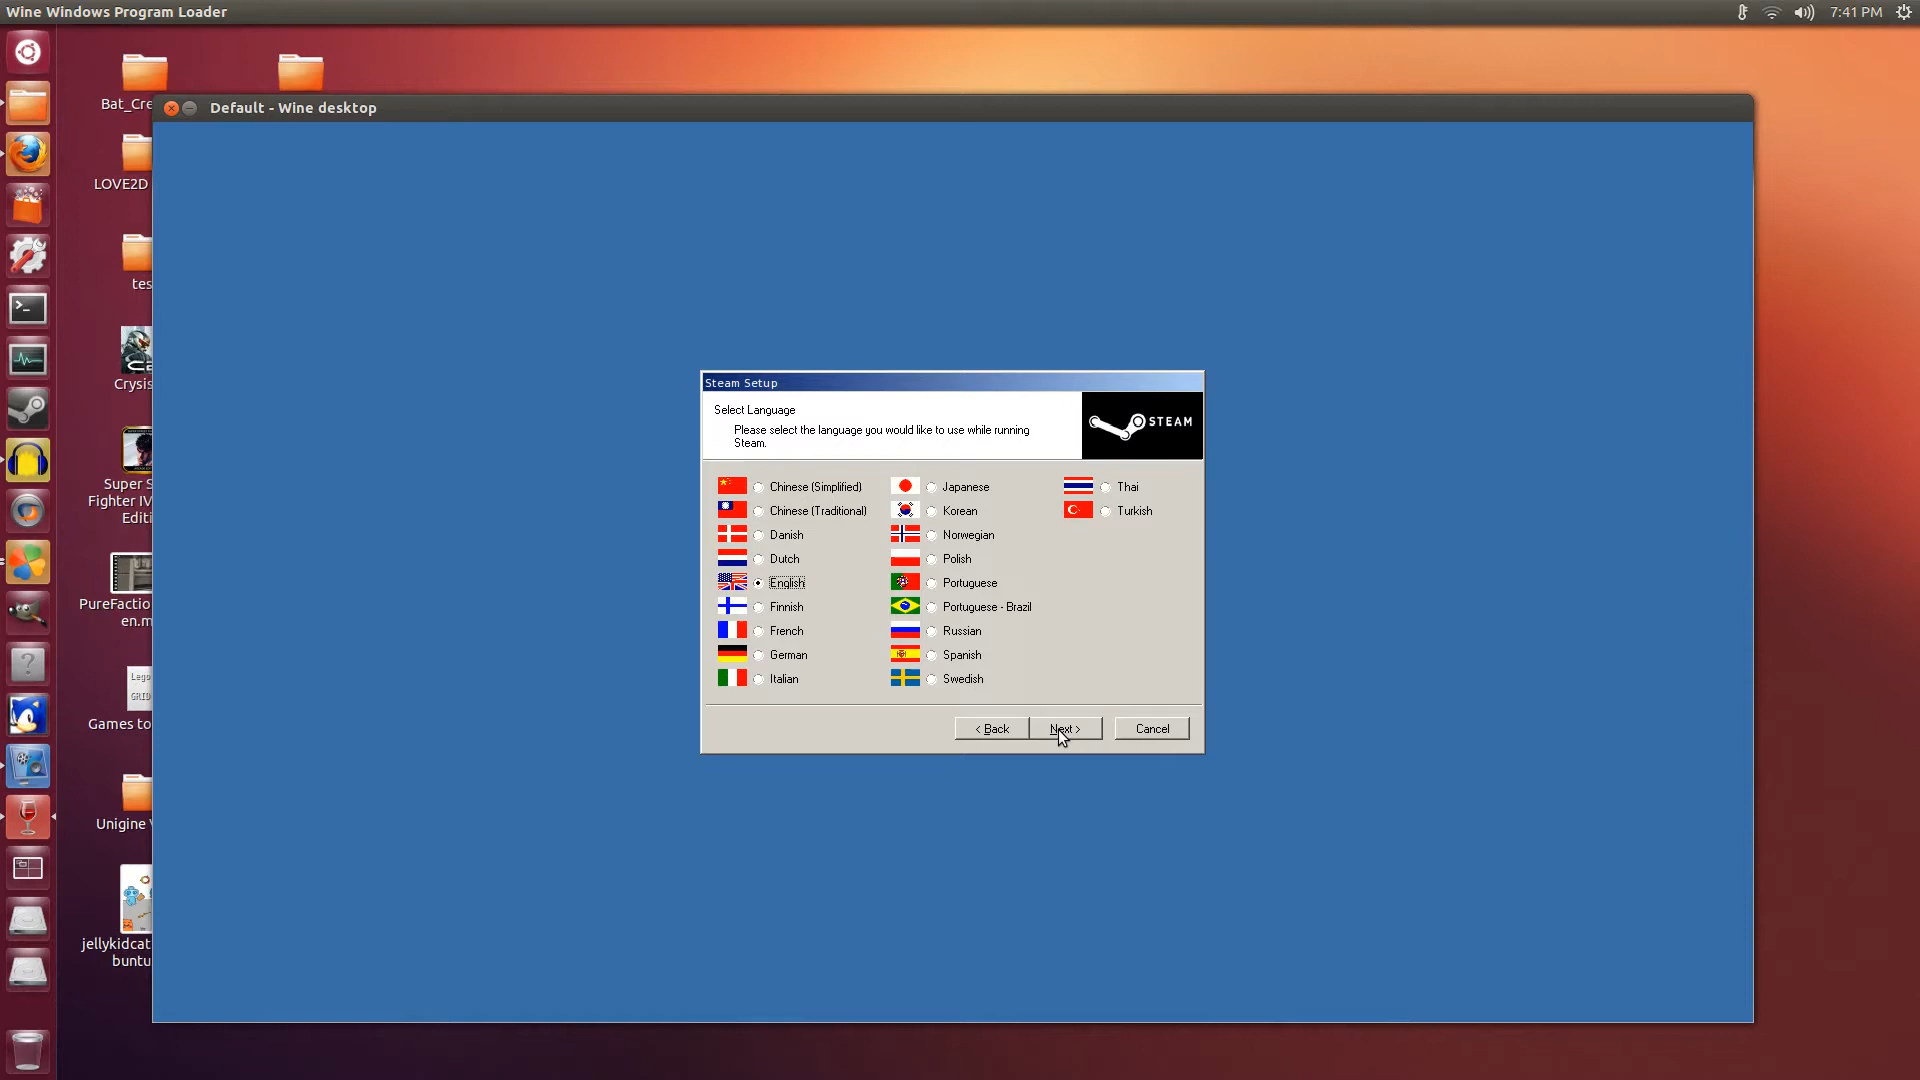 Wine Windows Program Loader
7:41 PM
Bat_Cre
LOVE2D
tes
Crysis
Super S
Fighter IV
Editi
PureFactio
en.m
Lego
GRID
Games to
Unigine
jellykidcat
buntu
Default - Wine desktop
Steam Setup
Select Language
Please select the language you would like to use while running
Steam.
STEAM
Chinese (Simplified)
Chinese (Traditional)
Danish
Dutch
English
Finnish
French
German
Italian
Japanese
Korean
Norwegian
Polish
Portuguese
Portuguese - Brazil
Russian
Spanish
Swedish
Thai
Turkish
< Back
Next >
Cancel